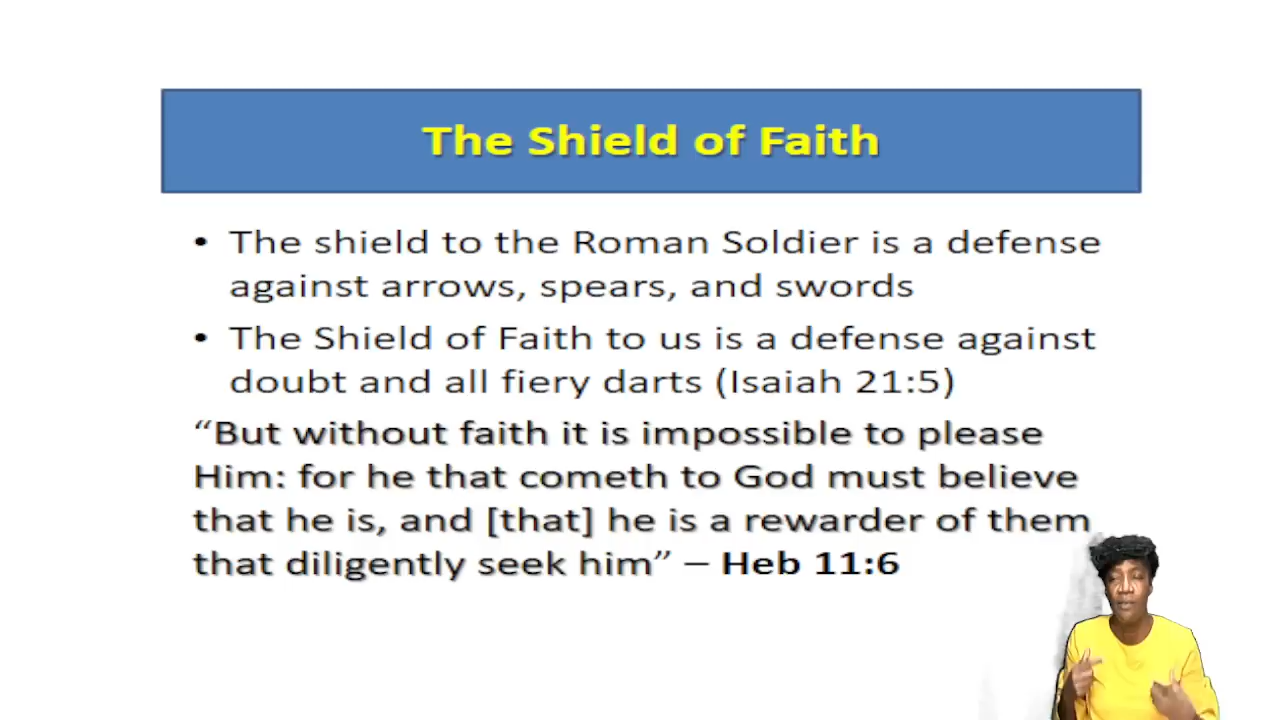 The Shield of Faith
• The shield to the Roman Soldier is a defense
against arrows, spears, and swords
• The Shield of Faith to us is a defense against
doubt and all fiery darts (Isaiah 21:5)
“But without faith it is impossible to please
Him: for he that cometh to God must believe
that he is, and [that] he is a rewarder of them
that diligently seek him” – Heb 11:6